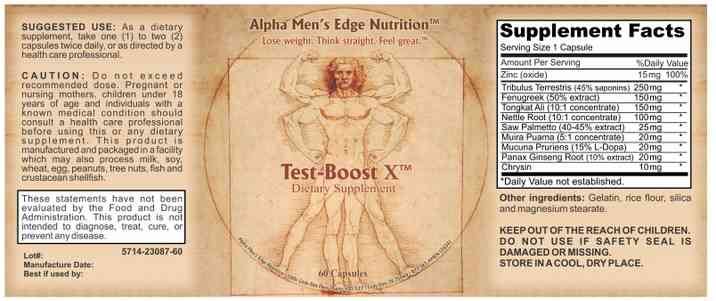 SUGGESTED USE: As a dietary
supplement, take one (1) to two (2)
capsules twice daily, or as directed by a
health care professional.
CAUTION: Do not exceed
recommended dose. Pregnant or
nursing mothers, children under 18
years of age and individuals with a
known medical condition should
consult a health care professional
before using this or any dietary
supplement. This product is
manufactured and packaged in a facility
which may also process milk, soy,
wheat, egg, peanuts, tree nuts, fish and
crustacean shellfish.
These statements have not been
evaluated by the Food and Drug
Administration. This product is not
intended to diagnose, treat, cure, or
prevent any disease.
5714-23087-60
Lot#:
Manufacture Date:
Best if used by:
Alpha Men's Edge Nutrition™
Lose weight. Think straight. Feel great.™
Test-Boost X™
Dietary Supplement
60 Capsules
Supplement Facts
Serving Size 1 Capsule
Amount Per Serving %Daily Value
Zinc (oxide) 15mg 100%
Tribulus Terrestris (45% saponins) 250mg *
Fenugreek (50% extract) 150mg *
Tongkat Ali (10:1 concentrate) 150mg *
Nettle Root (10:1 concentrate) 100mg *
Saw Palmetto (40-45% extract) 25mg *
Muira Puama (5:1 concentrate) 20mg *
Mucuna Pruriens (15% L-Dopa) 20mg *
Panax Ginseng Root (10% extract) 20mg *
Chrysin 10mg *
*Daily Value not established.
Other ingredients: Gelatin, rice flour, silica
and magnesium stearate.
KEEP OUT OF THE REACH OF CHILDREN.
DO NOT USE IF SAFETY SEAL IS
DAMAGED OR MISSING.
STORE IN A COOL, DRY PLACE.